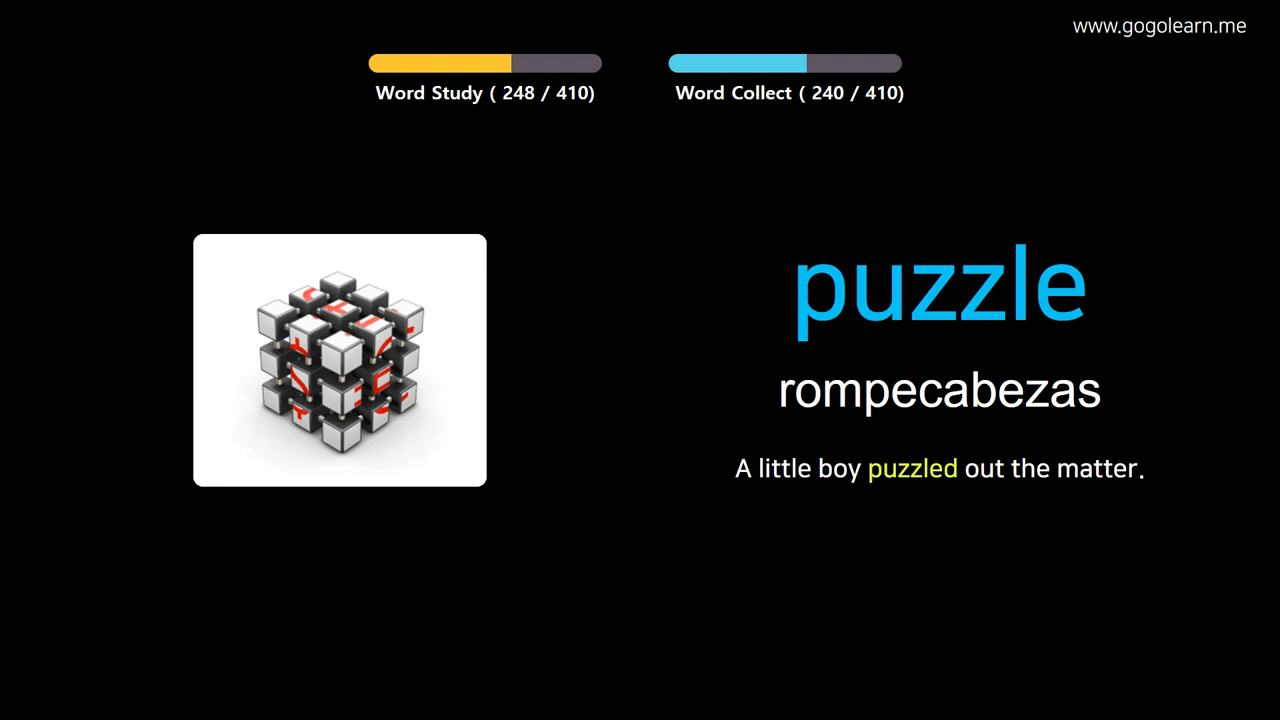 www.gogolearn.me
Word Study ( 248 / 410)
Word Collect ( 240 / 410)
puzzle
rompecabezas
A little boy puzzled out the matter.